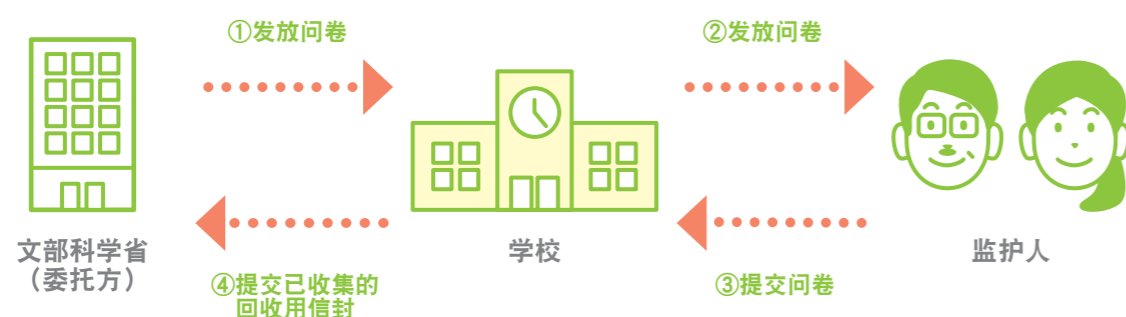 ①发放问卷
②发放问卷
文部科学省
（委托方）
学校
监护人
④提交已收集的
回收用信封
③提交问卷